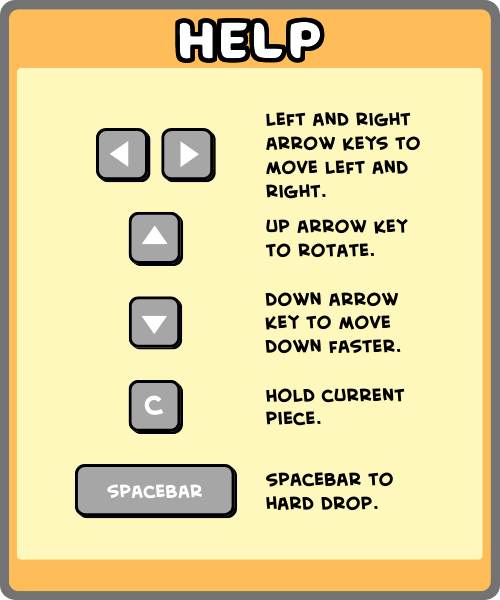 HELP
LEFT AND RIGHT
ARROW KEYS TO
MOVE LEFT AND
RIGHT.
UP ARROW KEY
TO ROTATE.
DOWN ARROW
KEY TO MOVE
DOWN FASTER.
C
HOLD CURRENT
PIECE.
SPACEBAR
SPACEBAR TO
HARD DROP.